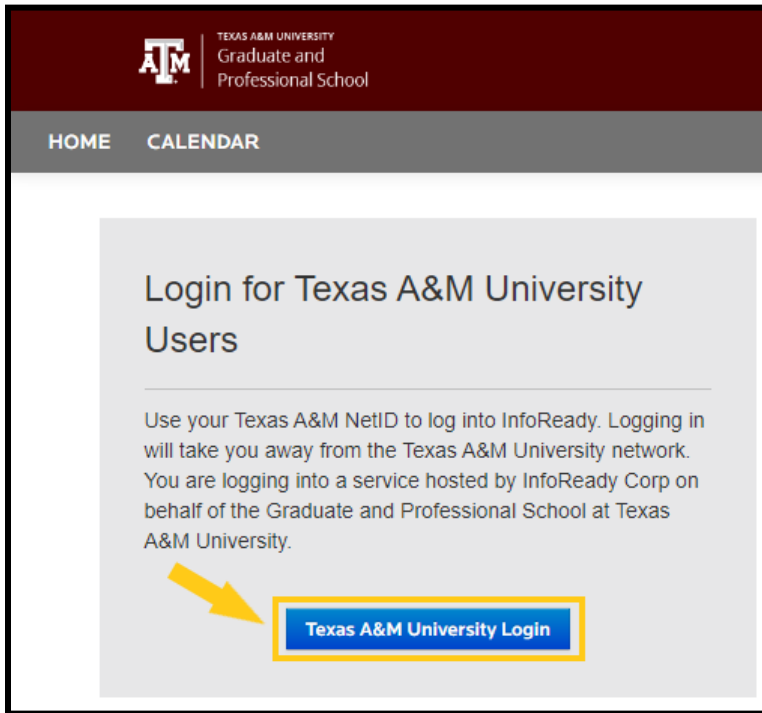 TEXAS A&M UNIVERSITY
Graduate and
Professional School
HOME CALENDAR
Login for Texas A&M University
Users
Use your Texas A&M NetID to log into InfoReady. Logging in
will take you away from the Texas A&M University network.
You are logging into a service hosted by InfoReady Corp on
behalf of the Graduate and Professional School at Texas
A&M University.
Texas A&M University Login